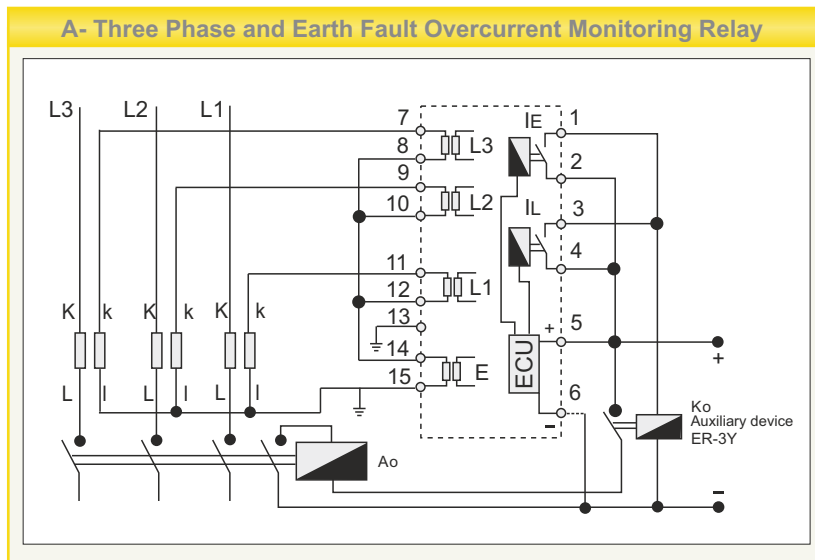 A- Three Phase and Earth Fault Overcurrent Monitoring Relay
L3 L2 L1
7
8
9
10
11
12
13
14
15
L3
L2
L1
E
IE
IL
ECU
+
-
1
2
3
4
5
6
K k K k K k
L l L l L l
Ao
+
Ko
Auxiliary device
ER-3Y
-